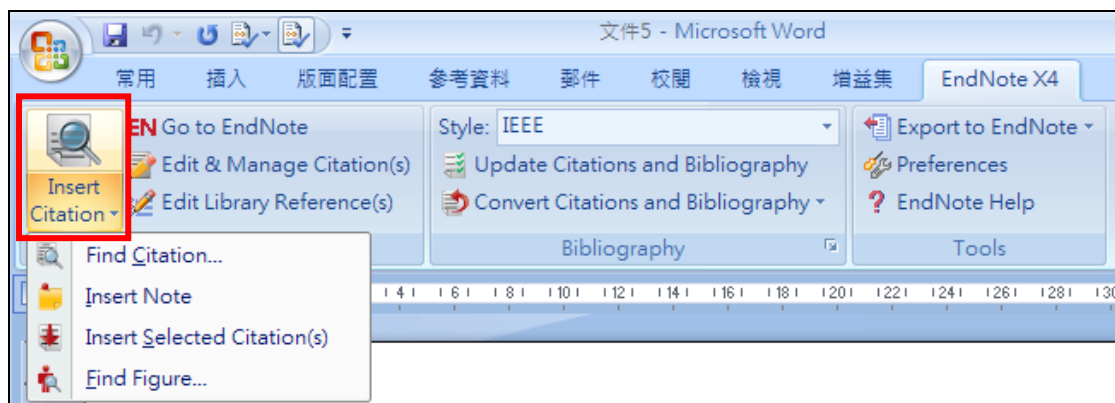 文件5 - Microsoft Word
常用 插入 版面配置 參考資料 郵件 校閱 檢視 增益集 EndNote X4
Insert Citation
EN Go to EndNote
Edit & Manage Citation(s)
Edit Library Reference(s)
Style: IEEE
Update Citations and Bibliography
Convert Citations and Bibliography
Bibliography
Export to EndNote
Preferences
? EndNote Help
Tools
Find Citation...
Insert Note
Insert Selected Citation(s)
Find Figure...
4 6 8 10 12 14 16 18 20 22 24 26 28 30